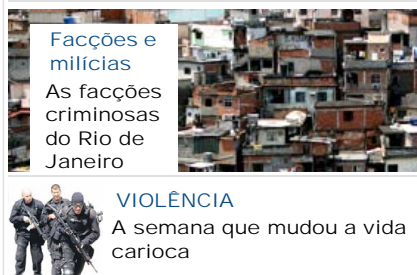 Facções e
milícias
As facções
criminosas
do Rio de
Janeiro
VIOLÊNCIA
A semana que mudou a vida
carioca